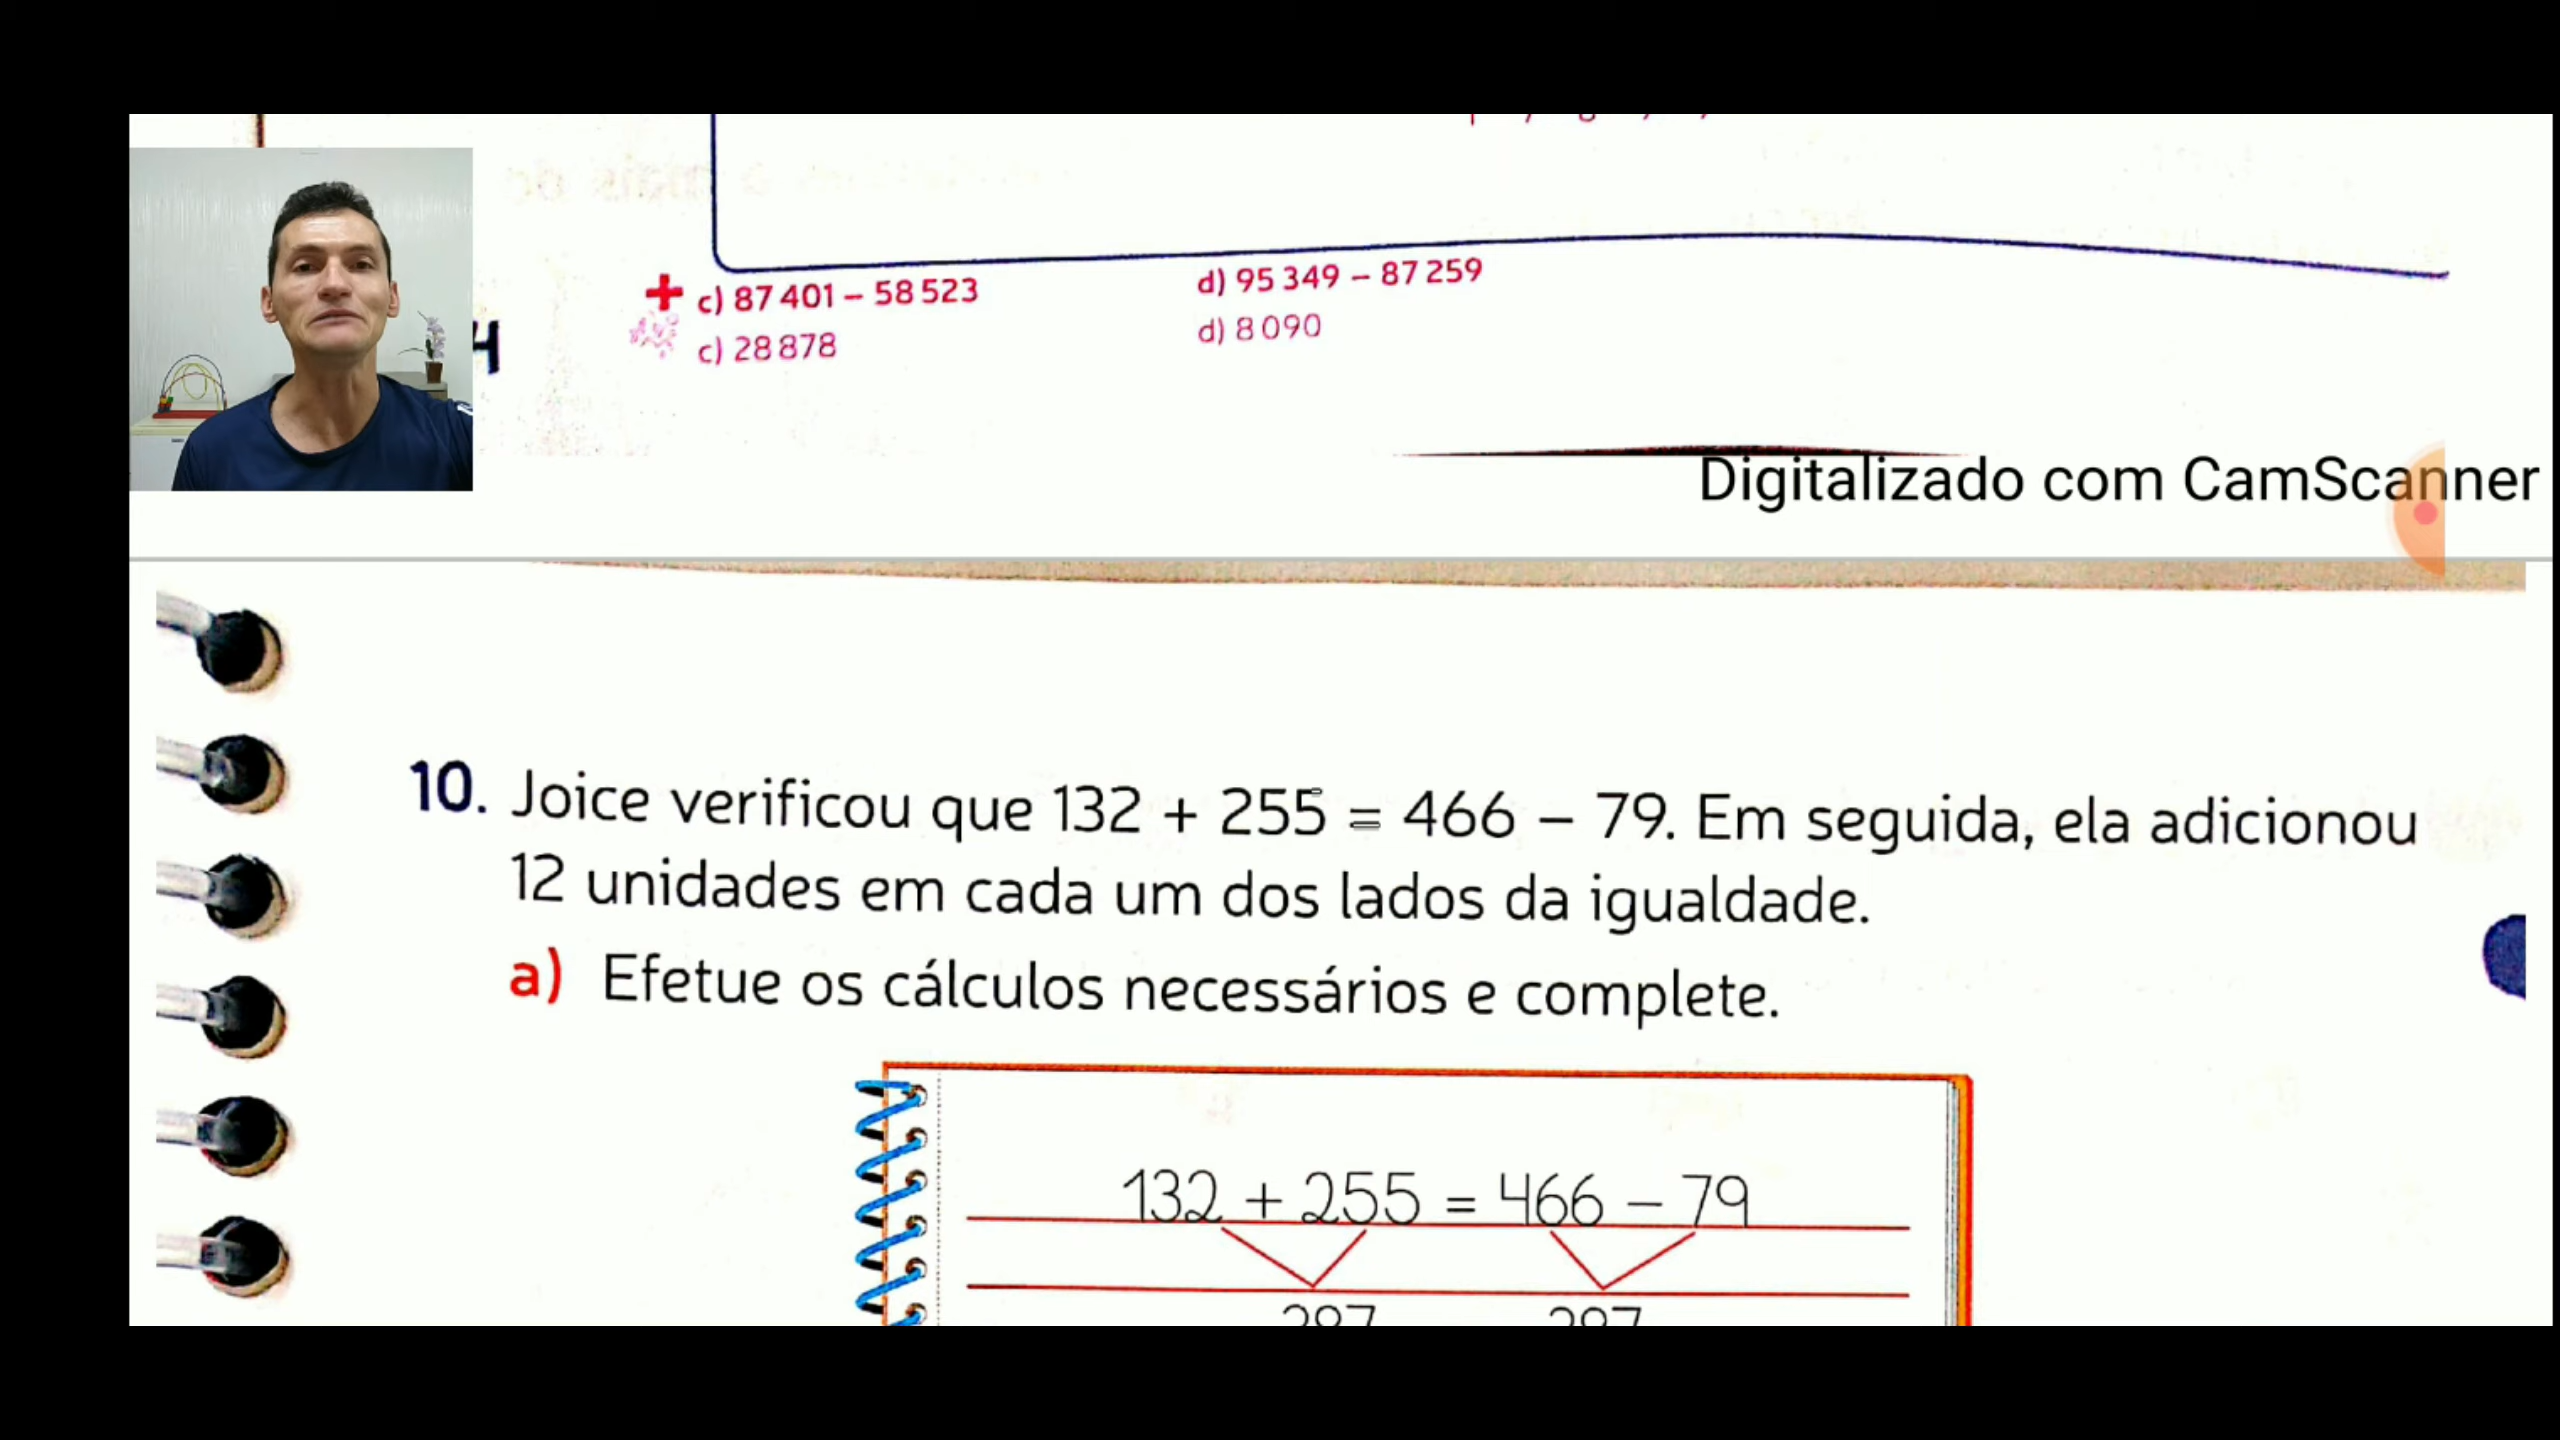 + c) 87 401 – 58 523 d) 95 349 – 87 259
c) 28 878 d) 8 090
Digitalizado com CamScanner
10. Joice verificou que 132 + 255 = 466 – 79. Em seguida, ela adicionou
12 unidades em cada um dos lados da igualdade.
a) Efetue os cálculos necessários e complete.
132 + 255 = 466 – 79